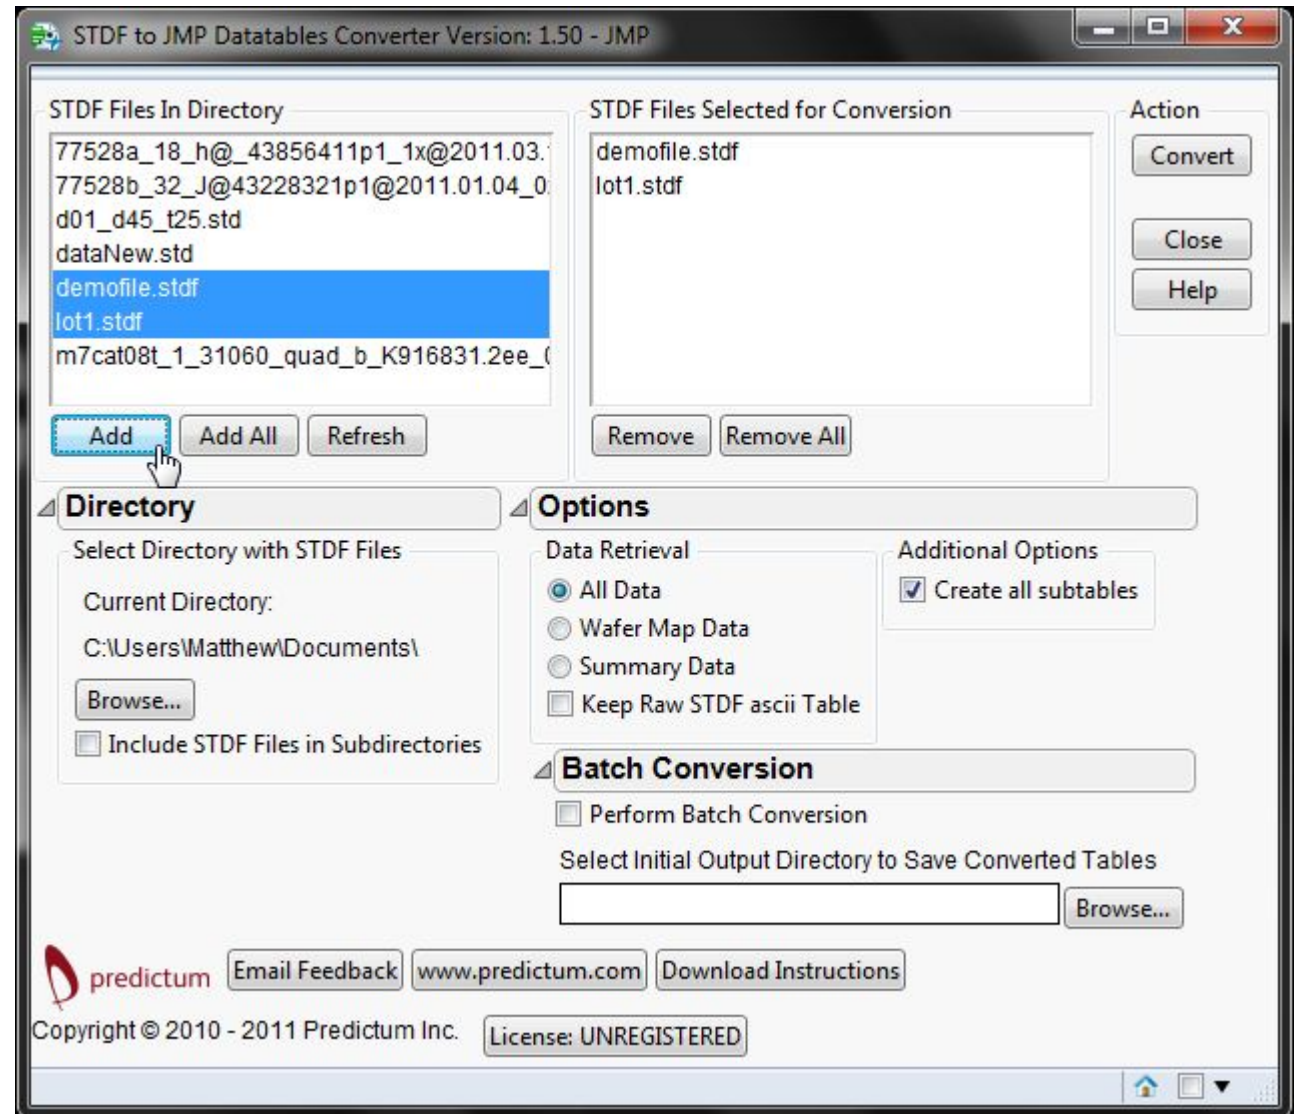 STDF to JMP Datatables Converter Version: 1.50 - JMP
STDF Files In Directory
77528a_18_h@_43856411p1_1x@2011.03.
77528b_32_J@43228321p1@2011.01.04_0
d01_d45_t25.std
dataNew.std
demofile.stdf
lot1.stdf
m7cat08t_1_31060_quad_b_K916831.2ee_
Add
Add All
Refresh
STDF Files Selected for Conversion
demofile.stdf
lot1.stdf
Remove
Remove All
Action
Convert
Close
Help
Directory
Select Directory with STDF Files
Current Directory:
C:\Users\Matthew\Documents\
Browse...
Include STDF Files in Subdirectories
Options
Data Retrieval
All Data
Wafer Map Data
Summary Data
Keep Raw STDF ascii Table
Additional Options
Create all subtables
Batch Conversion
Perform Batch Conversion
Select Initial Output Directory to Save Converted Tables
Browse...
predictum
Email Feedback
www.predictum.com
Download Instructions
Copyright © 2010 - 2011 Predictum Inc.
License: UNREGISTERED